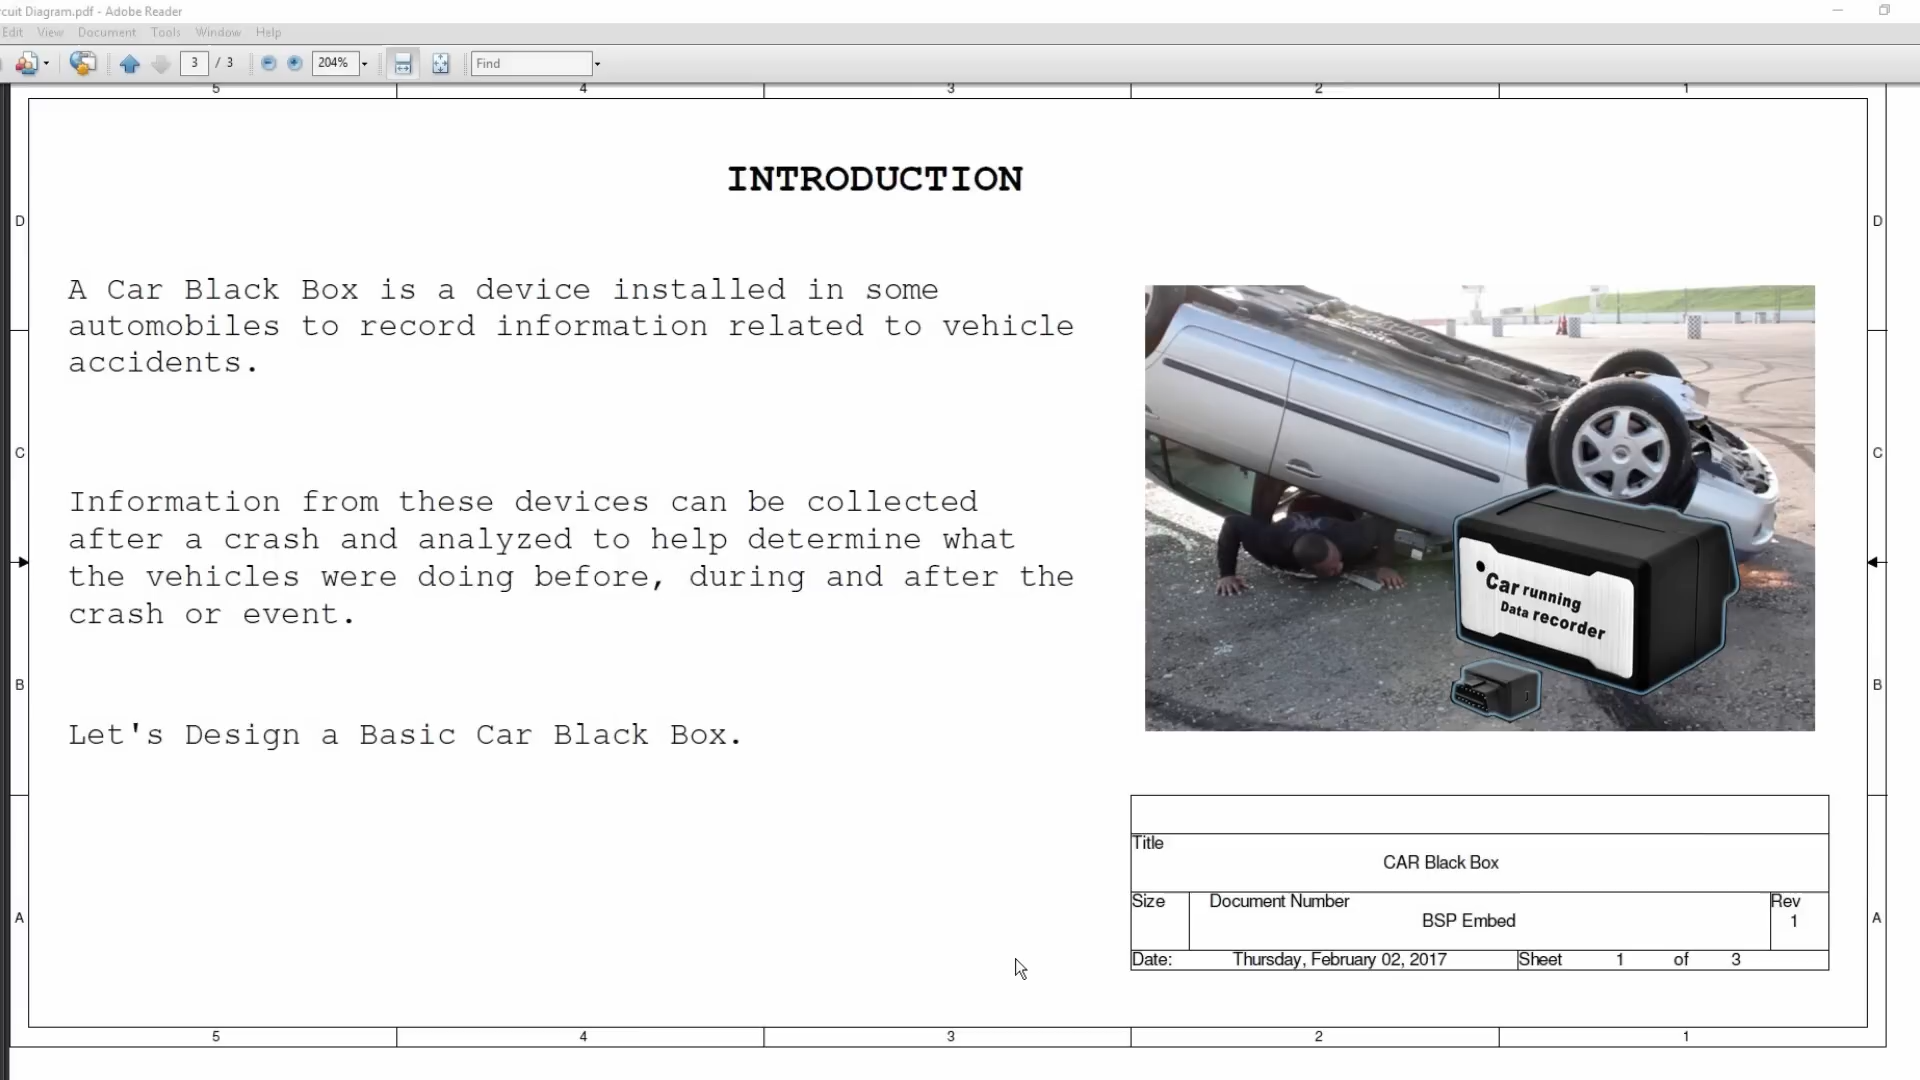 cuit Diagram.pdf - Adobe Reader
Edit View Document Tools Window Help
3 / 3 204% Find
5 4 3 2 1
INTRODUCTION
D D
A Car Black Box is a device installed in some
automobiles to record information related to vehicle
accidents.
C C
Information from these devices can be collected
after a crash and analyzed to help determine what
the vehicles were doing before, during and after the
crash or event.
Car running
Data recorder
B B
Let's Design a Basic Car Black Box.
Title
CAR Black Box
Size Document Number Rev
BSP Embed 1
A A
Date: Thursday, February 02, 2017 Sheet 1 of 3
5 4 3 2 1